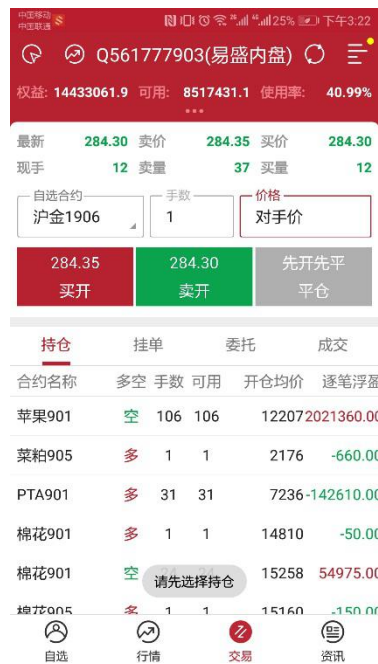 中国移动
中国联通
25% 下午3:22
Q561777903(易盛内盘)
权益: 14433061.9 可用: 8517431.1 使用率: 40.99%
最新 284.30 卖价 284.35 买价 284.30
现手 12 卖量 37 买量 12
自选合约 手数 价格
沪金1906 1 对手价
284.35 284.30 先开先平
买开 卖开 平仓
持仓 挂单 委托 成交
合约名称 多空 手数 可用 开仓均价 逐笔浮盈
苹果901 空 106 106 12207 2021360.00
菜粕905 多 1 1 2176 -660.00
PTA901 多 31 31 7236 -142610.00
棉花901 多 1 1 14810 -50.00
棉花901 空 15258 54975.00
请先选择持仓
棉花905 多 1 1 15160 -150.00
自选 行情 交易 资讯